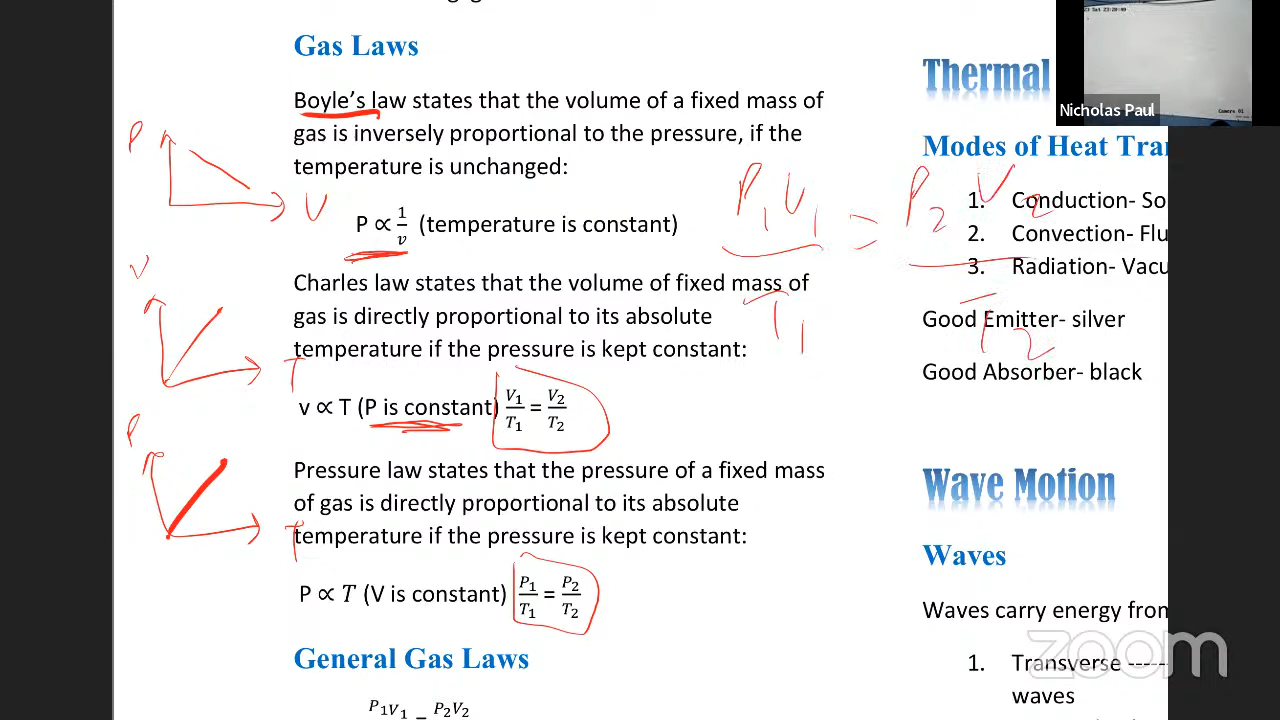 Gas Laws
Boyle's law states that the volume of a fixed mass of
gas is inversely proportional to the pressure, if the
temperature is unchanged:
P ∝ 1/v (temperature is constant)
Charles law states that the volume of fixed mass of
gas is directly proportional to its absolute
temperature if the pressure is kept constant:
v ∝ T (P is constant) V₁/T₁ = V₂/T₂
Pressure law states that the pressure of a fixed mass
of gas is directly proportional to its absolute
temperature if the pressure is kept constant:
P ∝ T (V is constant) P₁/T₁ = P₂/T₂
General Gas Laws
P₁V₁ = P₂V₂
P
V
V
T
P
T
P₁V₁/T₁ = P₂V₂/T₂
Thermal
Modes of Heat Tra
1. Conduction- So
2. Convection- Flu
3. Radiation- Vacu
Good Emitter- silver
Good Absorber- black
Wave Motion
Waves
Waves carry energy from
1. Transverse -----
waves
Nicholas Paul
zoom